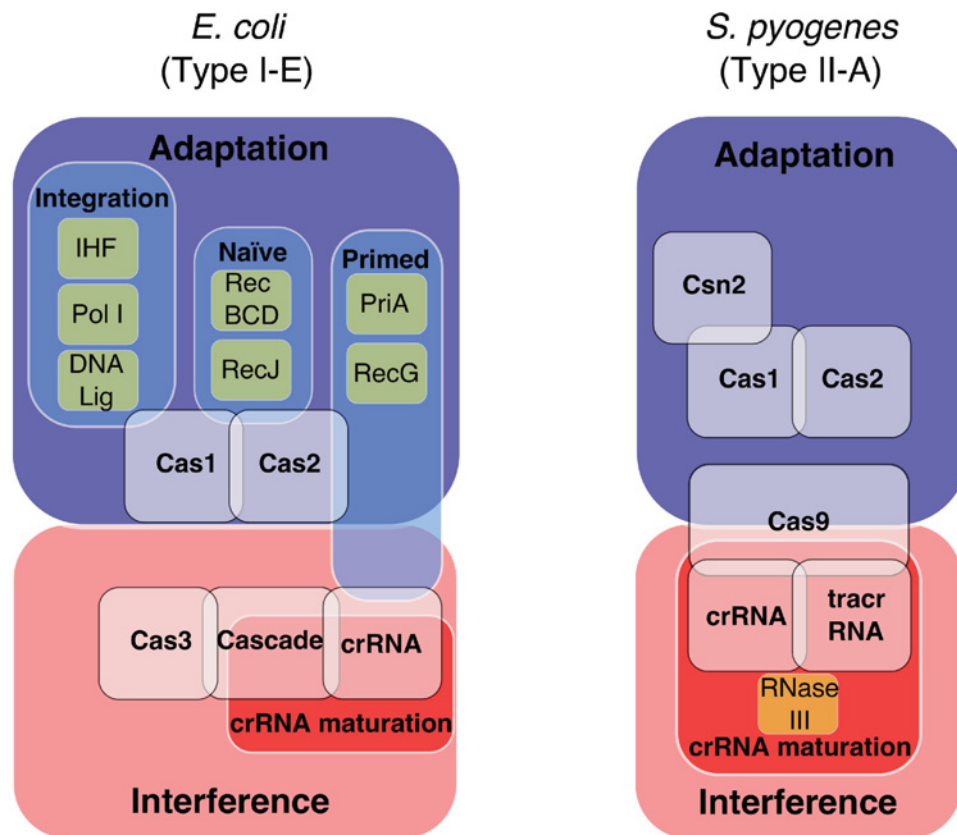 E. coli
(Type I-E)
Adaptation
Integration
IHF
Pol I
DNA
Lig
Naïve
Rec
BCD
RecJ
Primed
PriA
RecG
Cas1
Cas2
Cas3
Cascade
crRNA
crRNA maturation
Interference
S. pyogenes
(Type II-A)
Adaptation
Csn2
Cas1
Cas2
Cas9
crRNA
tracr
RNA
RNase
III
crRNA maturation
Interference